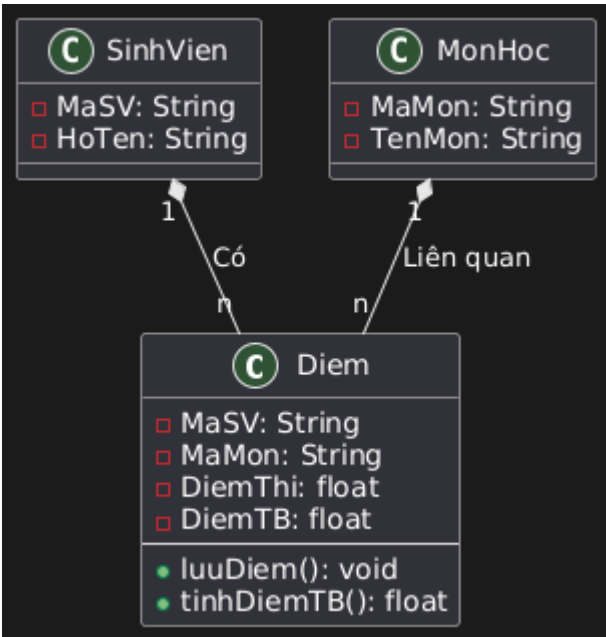 C SinhVien
MaSV: String
HoTen: String
C MonHoc
MaMon: String
TenMon: String
1
1
Có
Liên quan
n
n
C Diem
MaSV: String
MaMon: String
DiemThi: float
DiemTB: float
luuDiem(): void
tinhDiemTB(): float